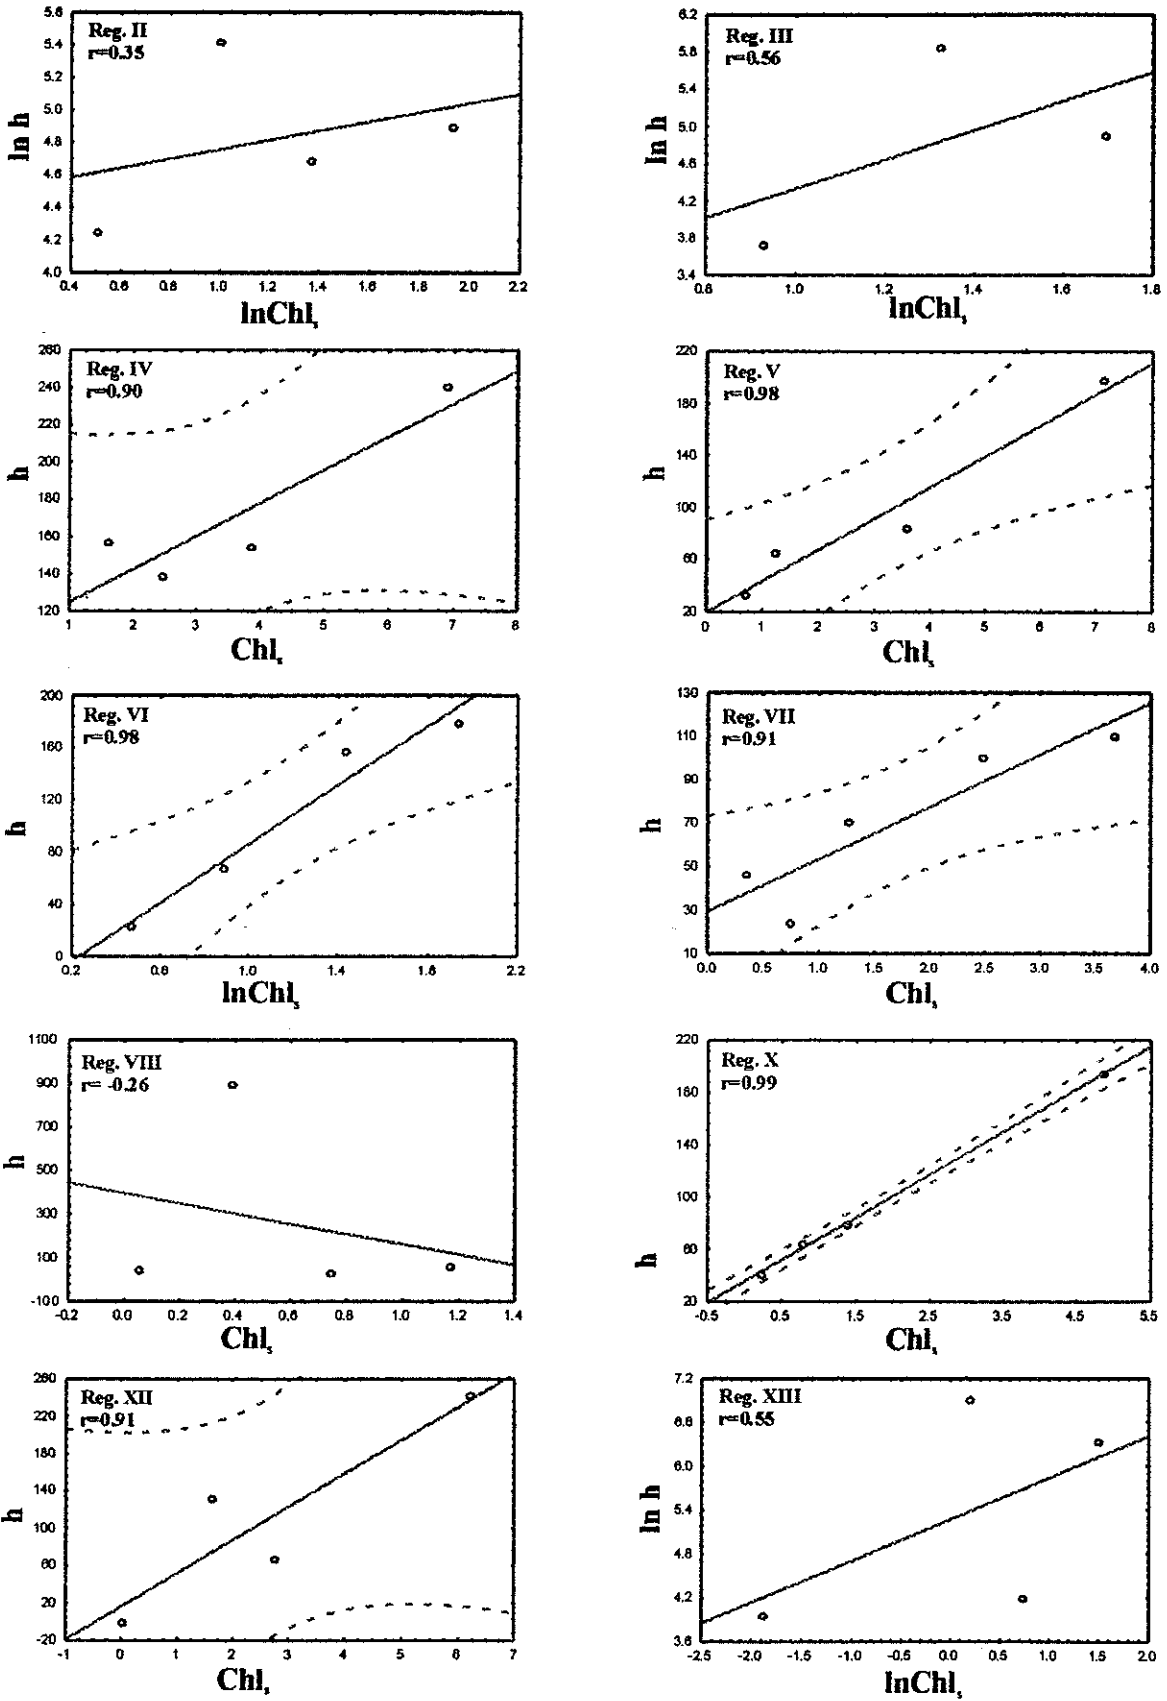 Reg. II
r=0.35
ln h
5.6
5.4
5.2
5.0
4.8
4.6
4.4
4.2
4.0
0.4 0.6 0.8 1.0 1.2 1.4 1.6 1.8 2.0 2.2
lnChls
Reg. III
r=0.56
ln h
6.2
5.8
5.4
5.0
4.6
4.2
3.8
3.4
0.8 1.0 1.2 1.4 1.6 1.8
lnChls
Reg. IV
r=0.90
h
260
240
220
200
180
160
140
120
1 2 3 4 5 6 7 8
Chls
Reg. V
r=0.98
h
220
180
140
100
60
20
0 1 2 3 4 5 6 7 8
Chls
Reg. VI
r=0.98
h
200
160
120
80
40
0
0.2 0.6 1.0 1.4 1.8 2.2
lnChls
Reg. VII
r=0.91
h
130
110
90
70
50
30
10
0.0 0.5 1.0 1.5 2.0 2.5 3.0 3.5 4.0
Chls
Reg. VIII
r= -0.26
h
1100
900
700
500
300
100
-100
-0.2 0.0 0.2 0.4 0.6 0.8 1.0 1.2 1.4
Chls
Reg. X
r=0.99
h
220
180
140
100
60
20
-0.5 0.5 1.5 2.5 3.5 4.5 5.5
Chls
Reg. XII
r=0.91
h
260
220
180
140
100
60
20
-20
-1 0 1 2 3 4 5 6 7
Chls
Reg. XIII
r=0.55
ln h
7.2
6.6
6.0
5.4
4.8
4.2
3.6
-2.5 -2.0 -1.5 -1.0 -0.5 0.0 0.5 1.0 1.5 2.0
lnChls